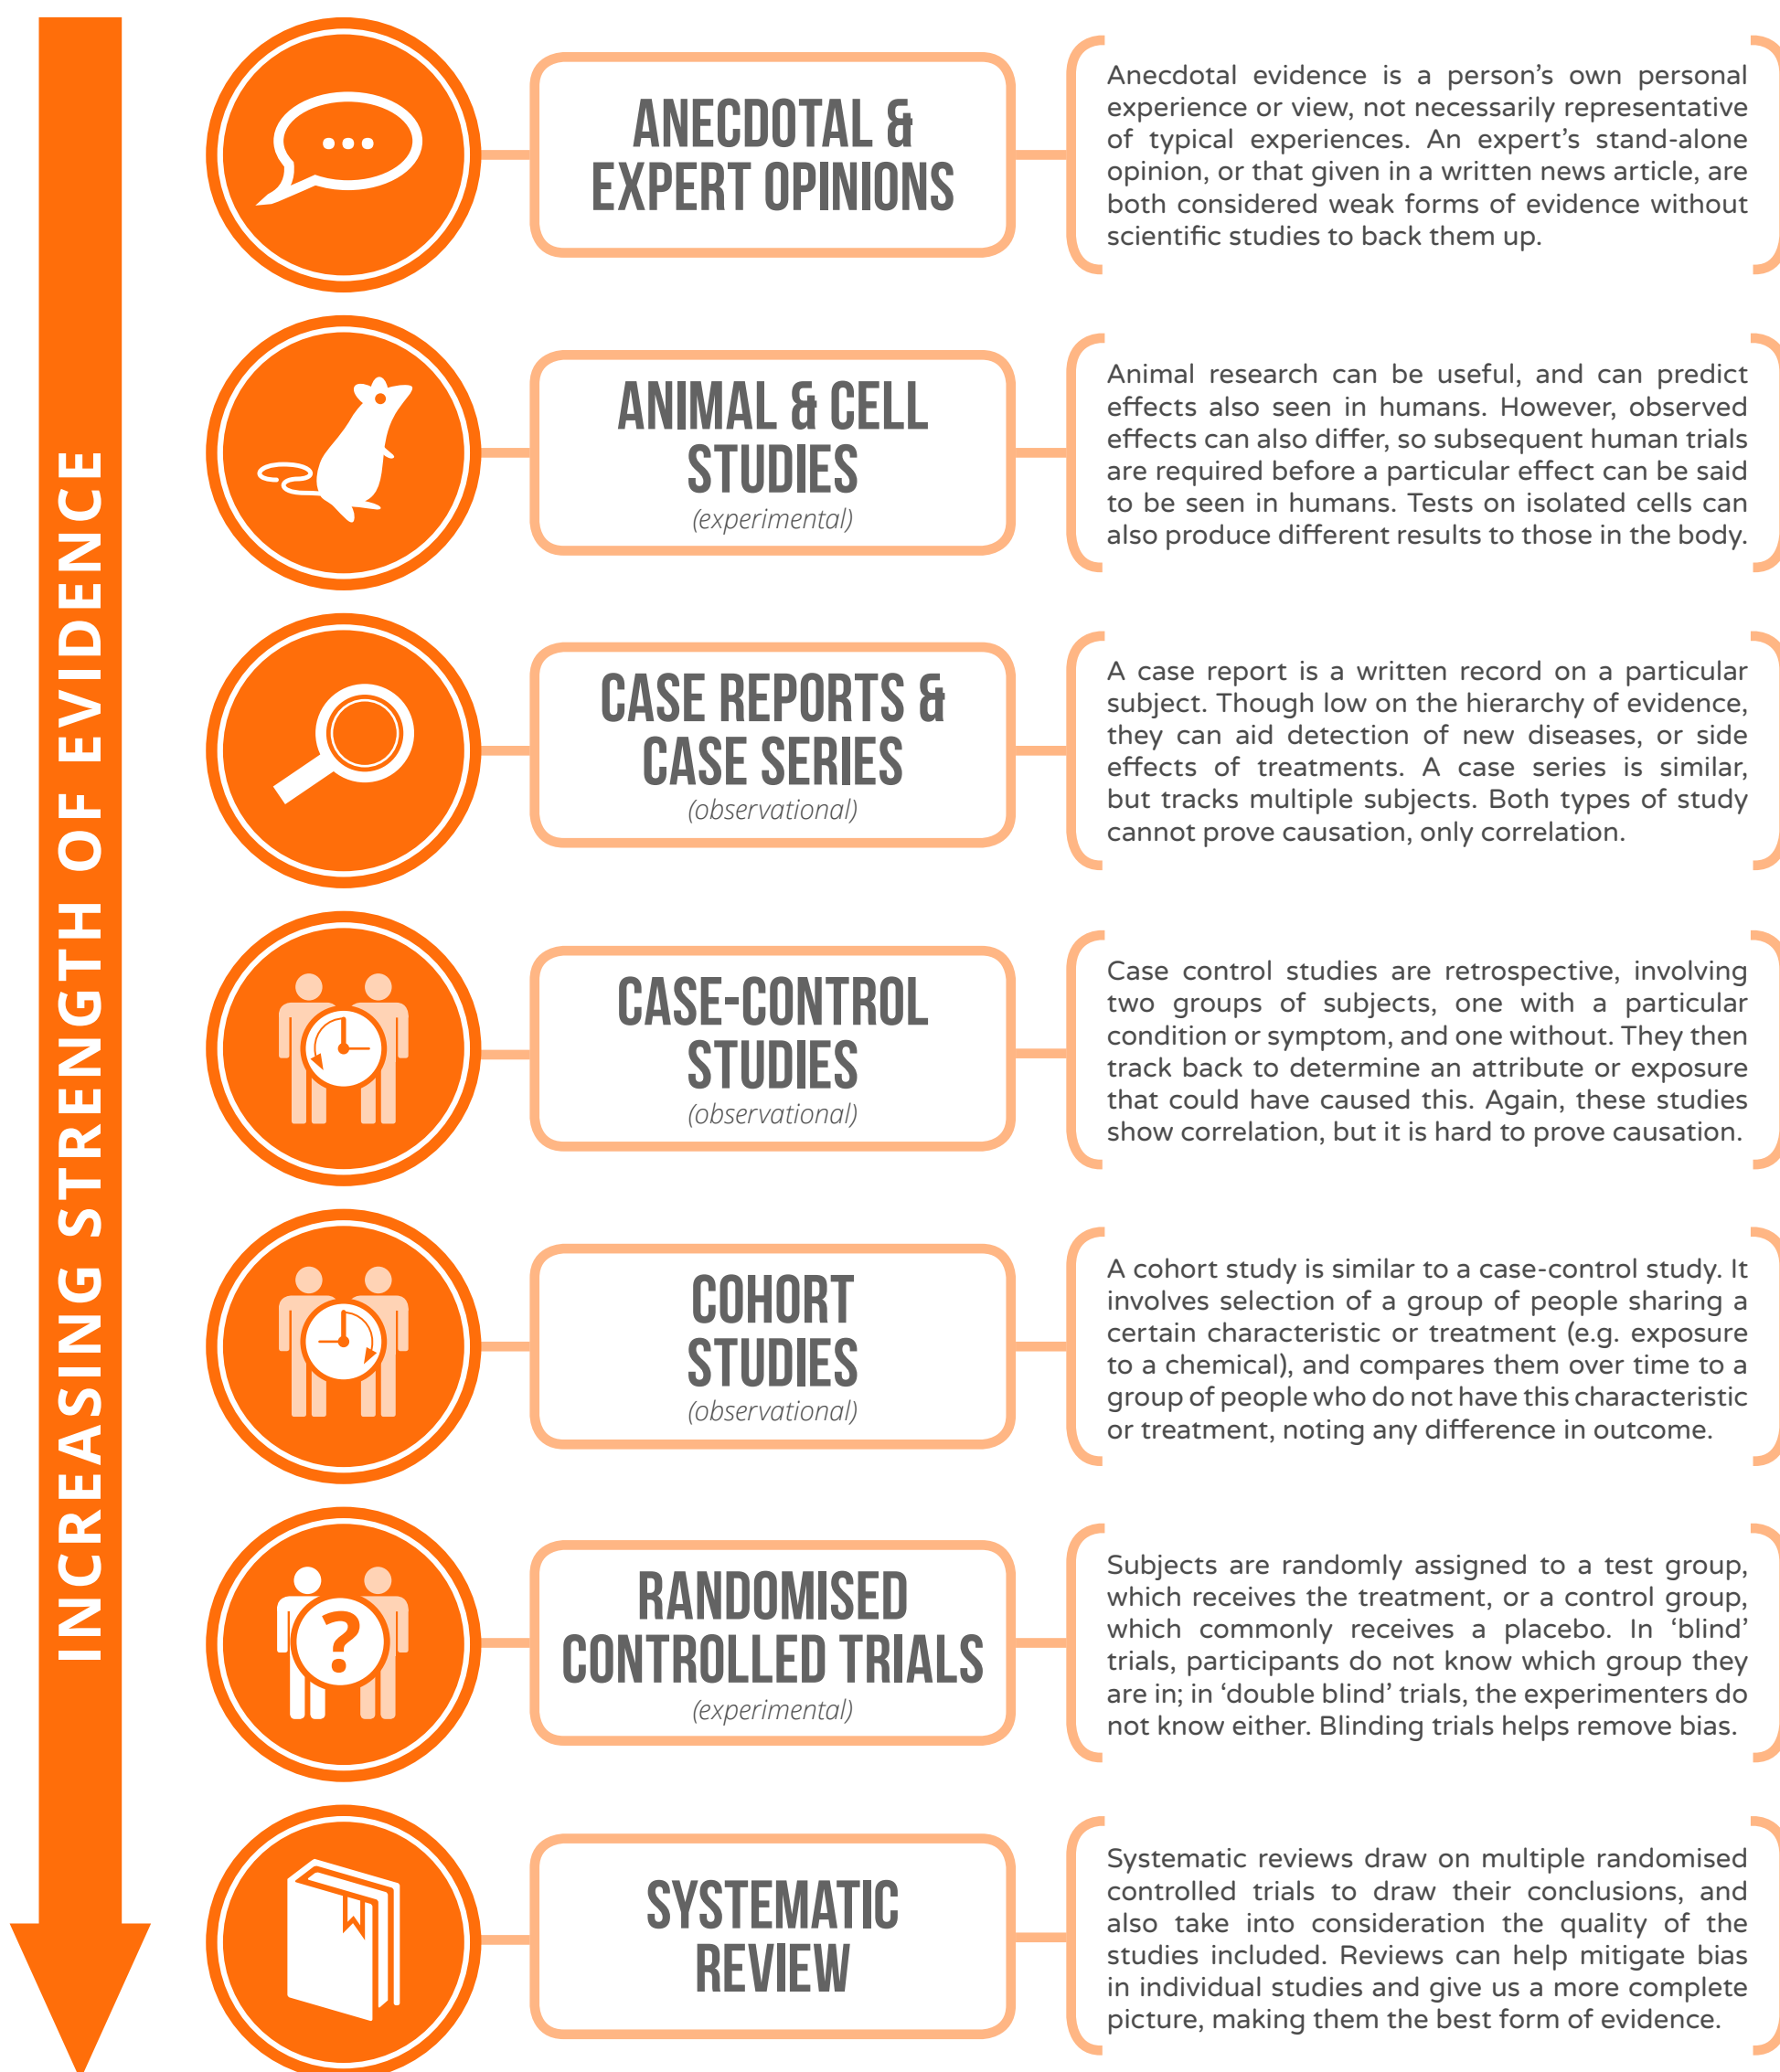 INCREASING STRENGTH OF EVIDENCE
ANECDOTAL &
EXPERT OPINIONS
Anecdotal evidence is a person's own personal
experience or view, not necessarily representative
of typical experiences. An expert's stand-alone
opinion, or that given in a written news article, are
both considered weak forms of evidence without
scientific studies to back them up.
ANIMAL & CELL
STUDIES
(experimental)
Animal research can be useful, and can predict
effects also seen in humans. However, observed
effects can also differ, so subsequent human trials
are required before a particular effect can be said
to be seen in humans. Tests on isolated cells can
also produce different results to those in the body.
CASE REPORTS &
CASE SERIES
(observational)
A case report is a written record on a particular
subject. Though low on the hierarchy of evidence,
they can aid detection of new diseases, or side
effects of treatments. A case series is similar,
but tracks multiple subjects. Both types of study
cannot prove causation, only correlation.
CASE-CONTROL
STUDIES
(observational)
Case control studies are retrospective, involving
two groups of subjects, one with a particular
condition or symptom, and one without. They then
track back to determine an attribute or exposure
that could have caused this. Again, these studies
show correlation, but it is hard to prove causation.
COHORT
STUDIES
(observational)
A cohort study is similar to a case-control study. It
involves selection of a group of people sharing a
certain characteristic or treatment (e.g. exposure
to a chemical), and compares them over time to a
group of people who do not have this characteristic
or treatment, noting any difference in outcome.
?
RANDOMISED
CONTROLLED TRIALS
(experimental)
Subjects are randomly assigned to a test group,
which receives the treatment, or a control group,
which commonly receives a placebo. In ‘blind’
trials, participants do not know which group they
are in; in ‘double blind’ trials, the experimenters do
not know either. Blinding trials helps remove bias.
SYSTEMATIC
REVIEW
Systematic reviews draw on multiple randomised
controlled trials to draw their conclusions, and
also take into consideration the quality of the
studies included. Reviews can help mitigate bias
in individual studies and give us a more complete
picture, making them the best form of evidence.